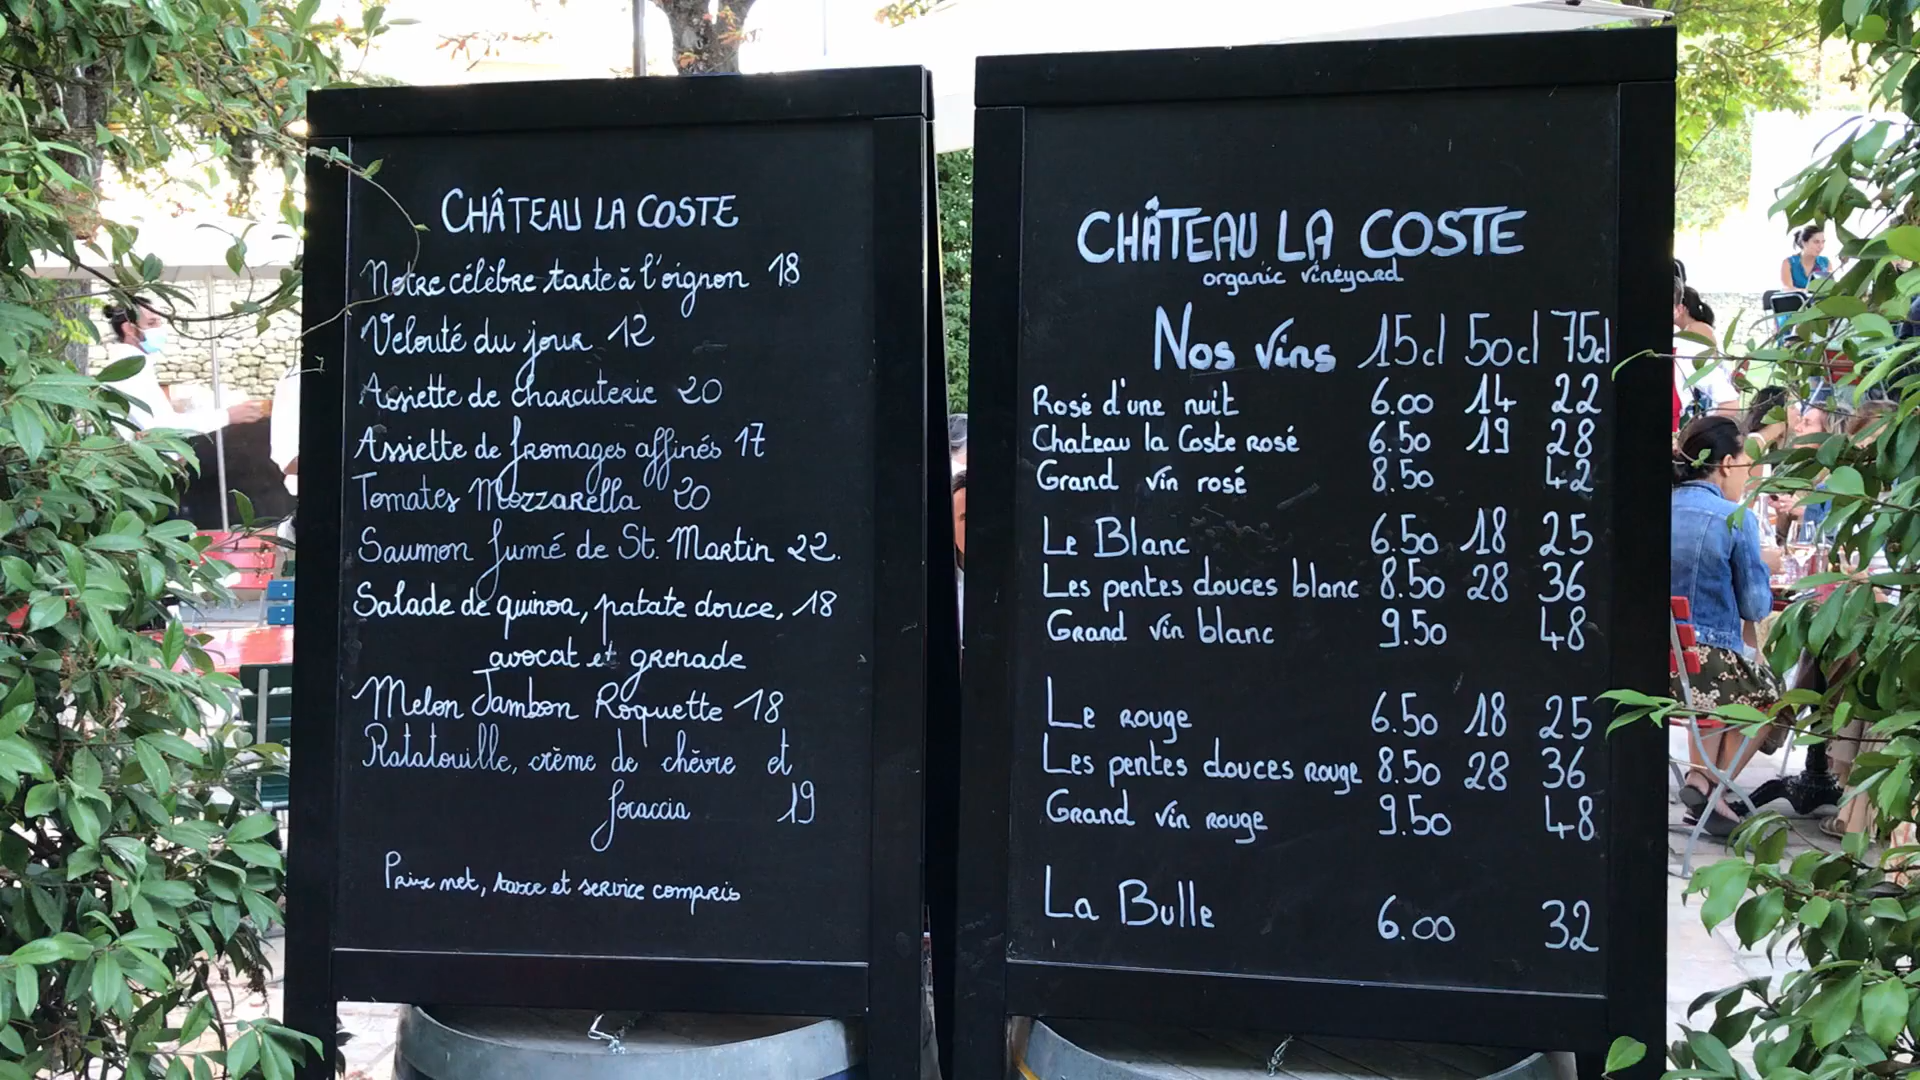 CHÂTEAU LA COSTE
Notre célèbre tarte à l'oignon 18
Velouté du jour 12
Assiette de charcuterie 20
Assiette de fromages affinés 17
Tomates Mozzarella 20
Saumon fumé de St. Martin 22.
Salade de quinoa, patate douce, 18
avocat et grenade
Melon Jambon Roquette 18
Ratatouille, crème de chèvre et
focaccia 19
Prix net, taxe et service compris
CHÂTEAU LA COSTE
organic vineyard
Nos vins 15cl 50cl 75cl
Rosé d'une nuit 6.00 14 22
Chateau la Coste rosé 6.50 19 28
Grand vin rosé 8.50 42
Le Blanc 6.50 18 25
Les pentes douces blanc 8.50 28 36
Grand vin blanc 9.50 48
Le rouge 6.50 18 25
Les pentes douces rouge 8.50 28 36
Grand vin rouge 9.50 48
La Bulle 6.00 32